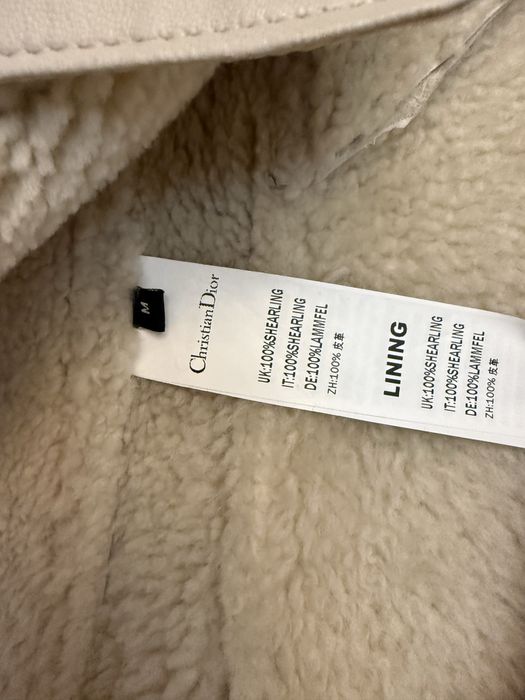 M
ChristianDior
UK:100%SHEARLING
IT:100%SHEARLING
DE:100%LAMMFEL
ZH:100% 皮革
LINING
UK:100%SHEARLING
IT:100%SHEARLING
DE:100%LAMMFEL
ZH:100% 皮革